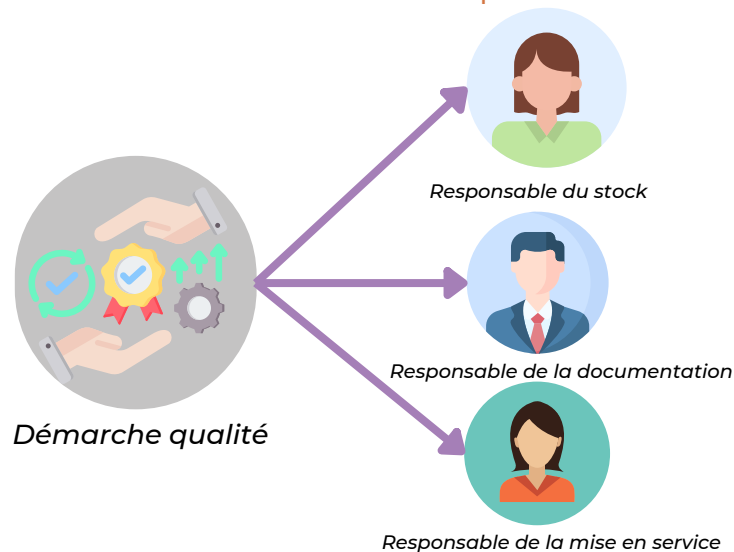 Responsable du stock
Responsable de la documentation
Démarche qualité
Responsable de la mise en service